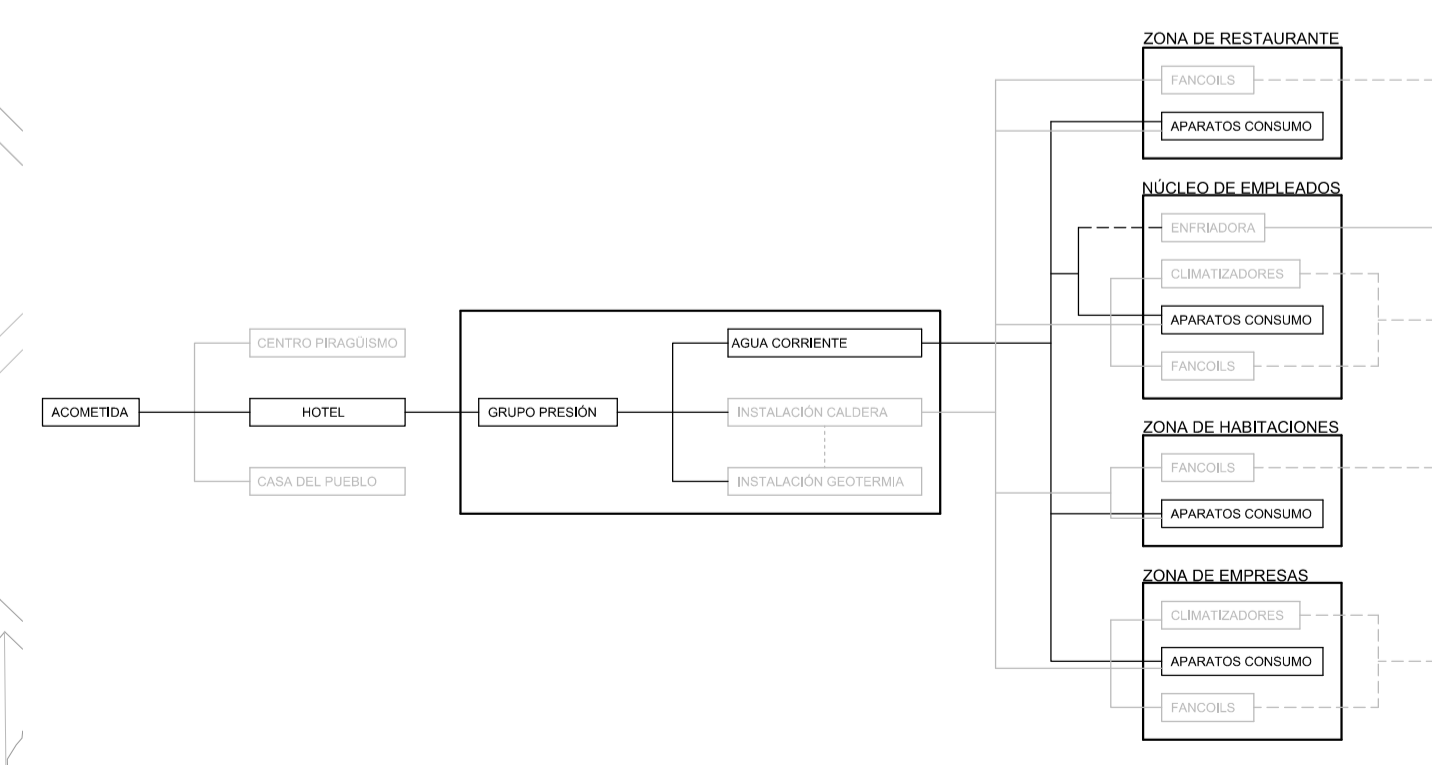 ACOMETIDA
CENTRO PIRAGÜISMO
HOTEL
CASA DEL PUEBLO
GRUPO PRESIÓN
AGUA CORRIENTE
INSTALACIÓN CALDERA
INSTALACIÓN GEOTERMIA
ZONA DE RESTAURANTE
FANCOILS
APARATOS CONSUMO
NÚCLEO DE EMPLEADOS
ENFRIADORA
CLIMATIZADORES
APARATOS CONSUMO
FANCOILS
ZONA DE HABITACIONES
FANCOILS
APARATOS CONSUMO
ZONA DE EMPRESAS
CLIMATIZADORES
APARATOS CONSUMO
FANCOILS